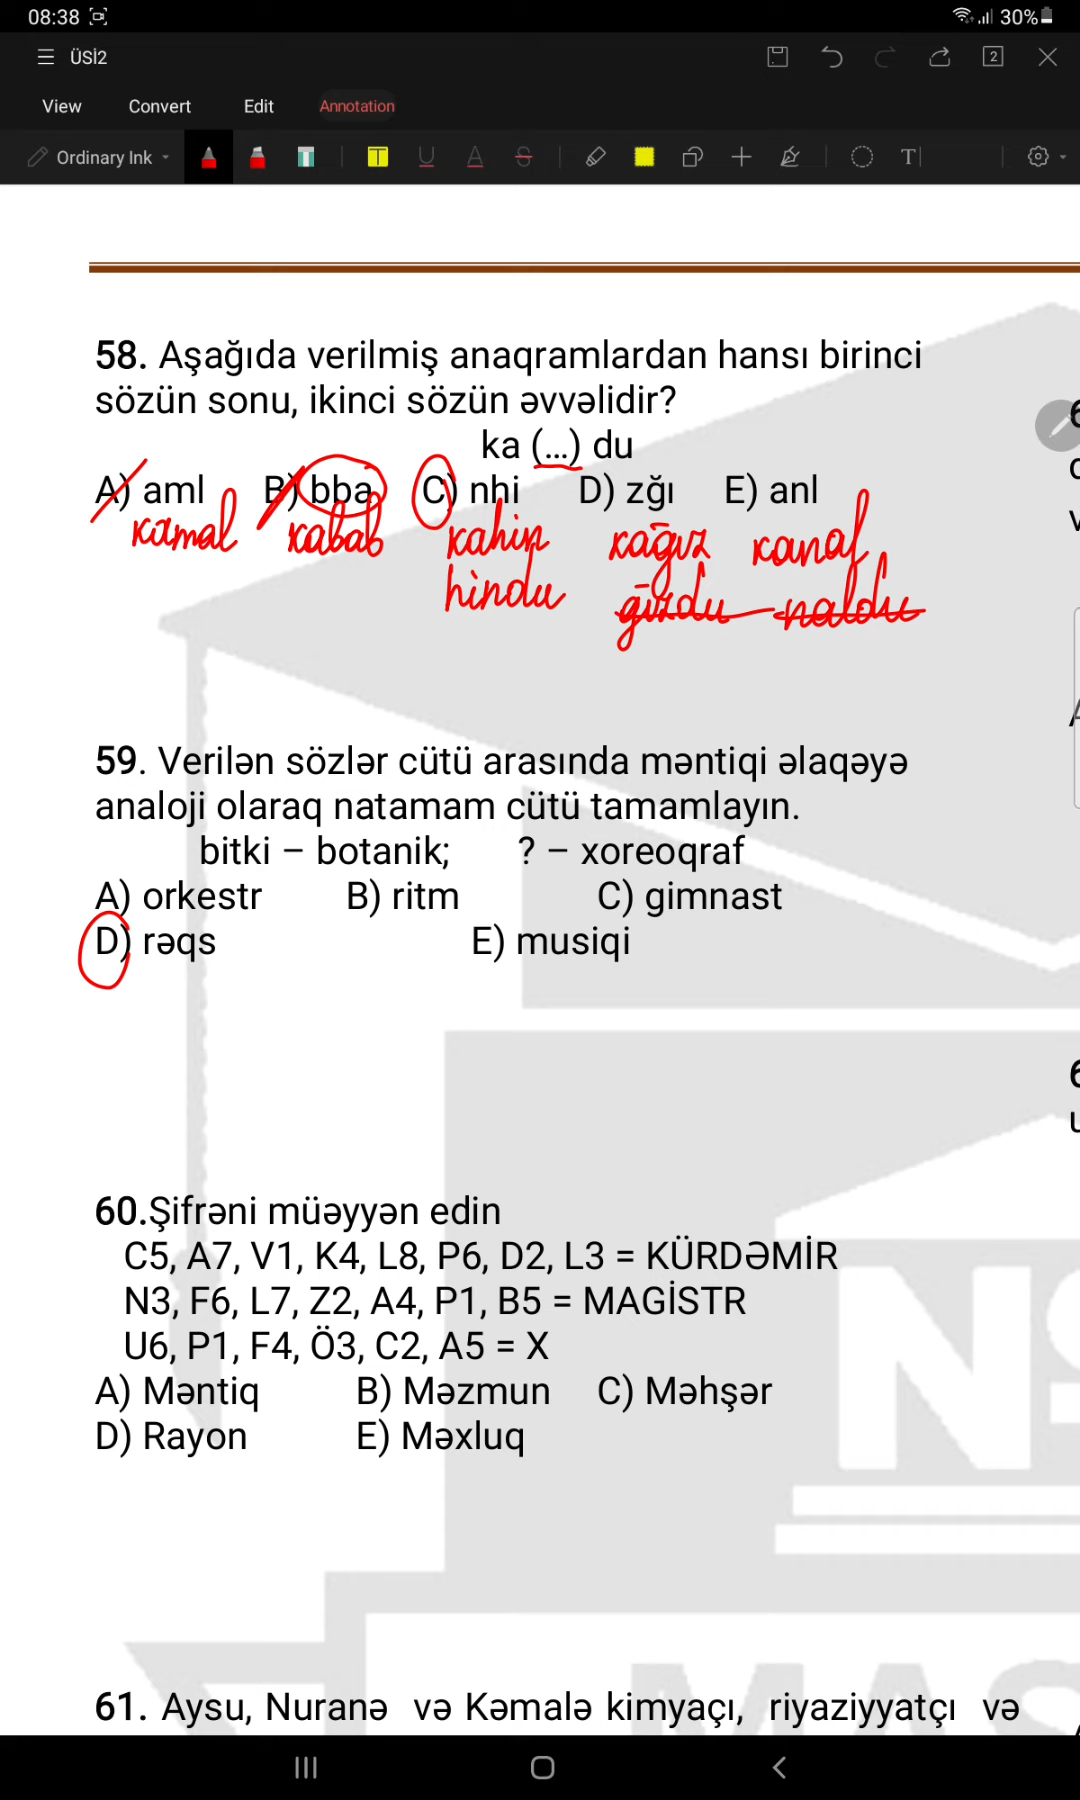 08:38 30%
ÜSİ2 2
View Convert Edit Annotation
Ordinary Ink T T U A S T
58. Aşağıda verilmiş anaqramlardan hansı birinci
sözün sonu, ikinci sözün əvvəlidir?
ka (...) du
A) aml B) bba C) nhi D) zğı E) anl
kamal kabab kahin kağız kanal
hindu ğızdu naldu
59. Verilən sözlər cütü arasında məntiqi əlaqəyə
analoji olaraq natamam cütü tamamlayın.
bitki – botanik; ? – xoreoqraf
A) orkestr B) ritm C) gimnast
D) rəqs E) musiqi
60.Şifrəni müəyyən edin
C5, A7, V1, K4, L8, P6, D2, L3 = KÜRDƏMİR
N3, F6, L7, Z2, A4, P1, B5 = MAGİSTR
U6, P1, F4, Ö3, C2, A5 = X
A) Məntiq B) Məzmun C) Məhşər
D) Rayon E) Məxluq
61. Aysu, Nuranə və Kəmalə kimyaçı, riyaziyyatçı və